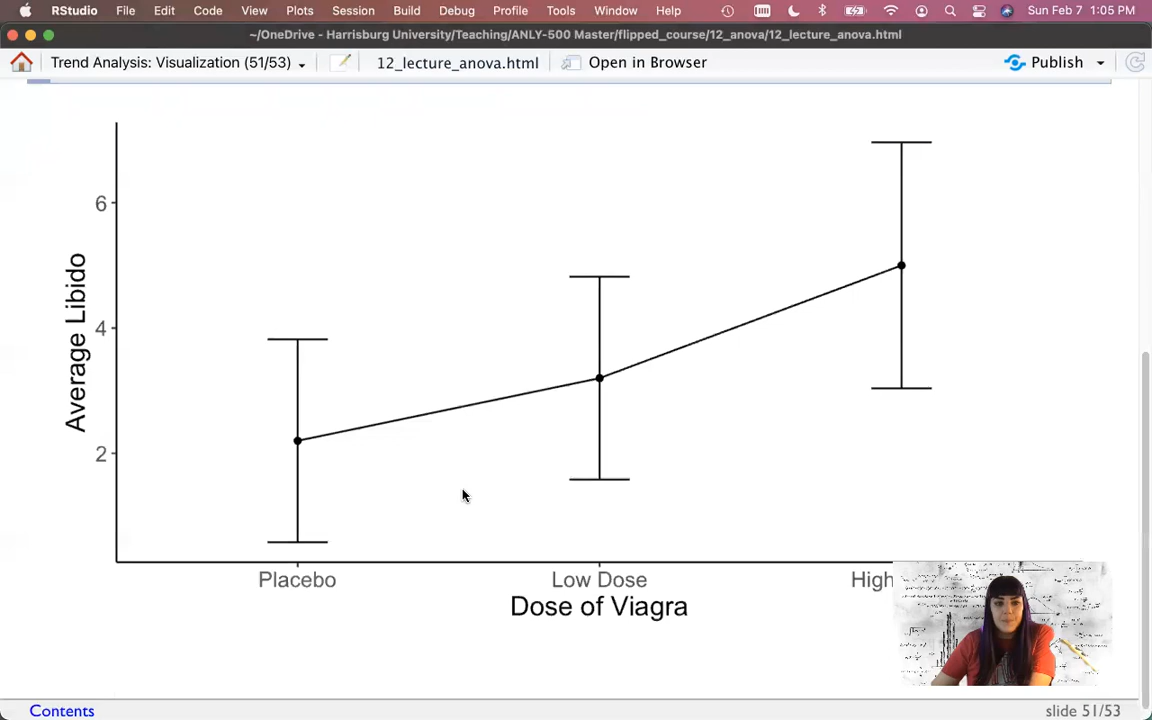 RStudio File Edit Code View Plots Session Build Debug Profile Tools Window Help Sun Feb 7 1:05 PM
~/OneDrive - Harrisburg University/Teaching/ANLY-500 Master/flipped_course/12_anova/12_lecture_anova.html
Trend Analysis: Visualization (51/53) 12_lecture_anova.html Open in Browser Publish
6
4
2
Average Libido
Placebo Low Dose High
Dose of Viagra
Contents slide 51/53